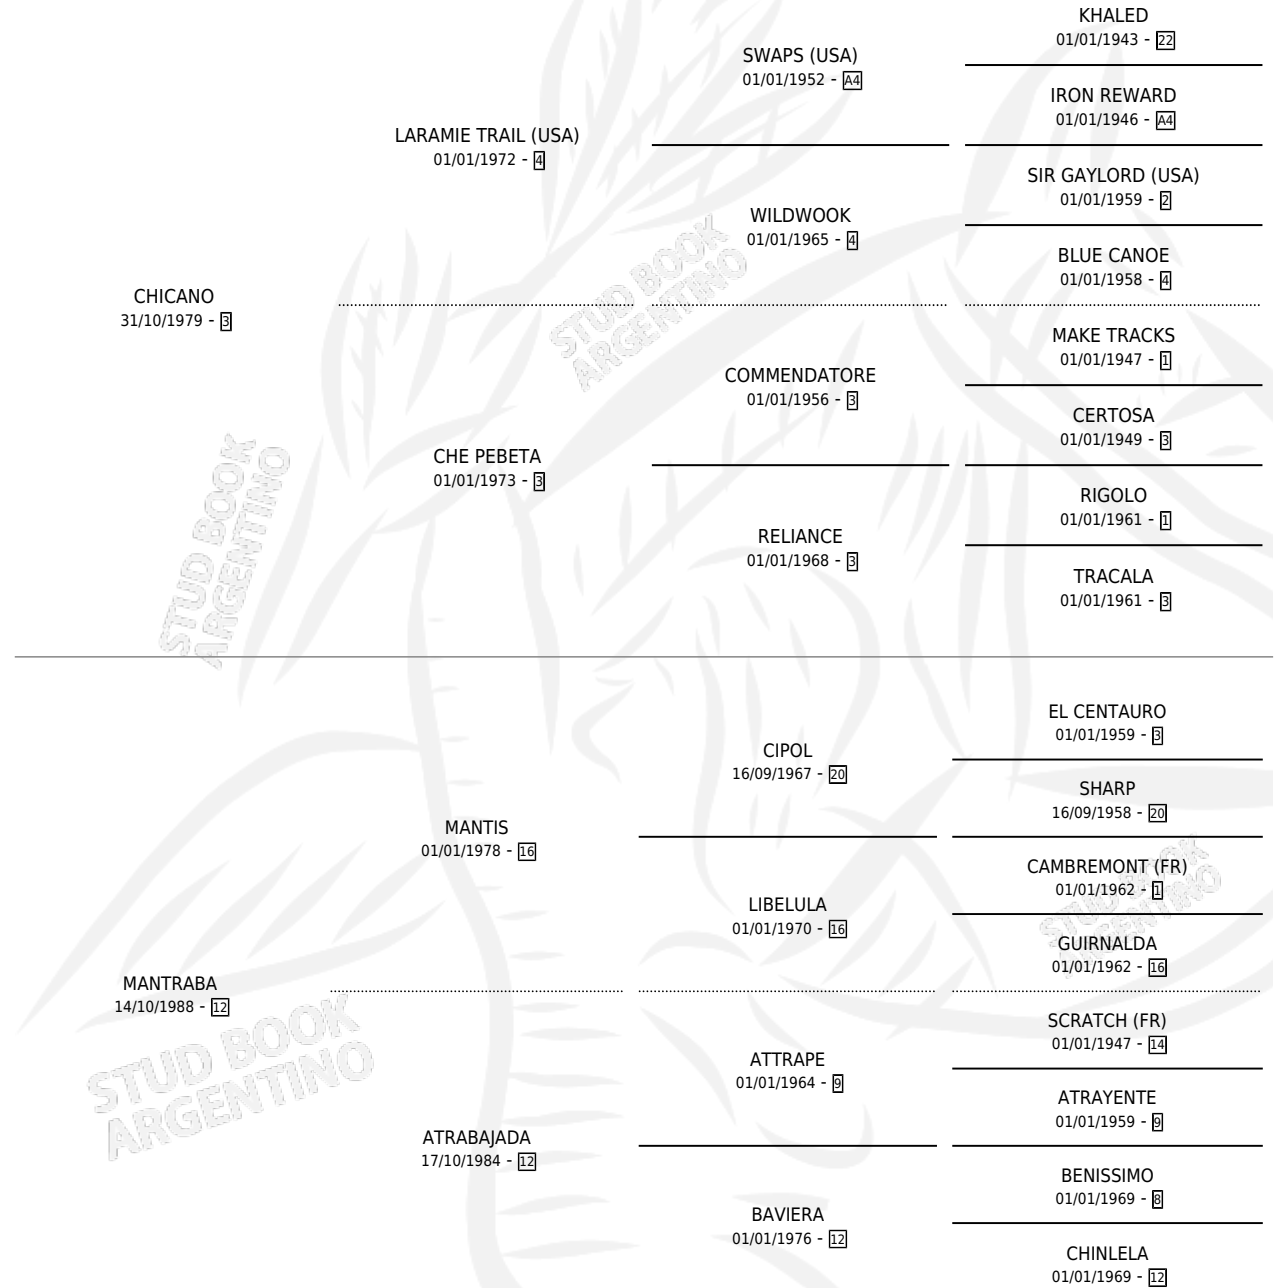 KHALED
01/01/1943 - 22
SWAPS (USA)
01/01/1952 - A4
IRON REWARD
01/01/1946 - A4
LARAMIE TRAIL (USA)
01/01/1972 - 4
SIR GAYLORD (USA)
01/01/1959 - 2
WILDWOOK
01/01/1965 - 4
BLUE CANOE
01/01/1958 - 4
CHICANO
31/10/1979 - 3
STUD BOOK
ARGENTINO
MAKE TRACKS
01/01/1947 - 1
COMMENDATORE
01/01/1956 - 3
CERTOSA
01/01/1949 - 3
CHE PEBETA
01/01/1973 - 3
RIGOLO
01/01/1961 - 1
RELIANCE
01/01/1968 - 3
TRACALA
01/01/1961 - 3
STUD BOOK
ARGENTINO
EL CENTAURO
01/01/1959 - 3
CIPOL
16/09/1967 - 20
SHARP
16/09/1958 - 20
MANTIS
01/01/1978 - 16
CAMBREMONT (FR)
01/01/1962 - 1
LIBELULA
01/01/1970 - 16
GUIRNALDA
01/01/1962 - 16
STUD BOOK
ARGENTINO
MANTRABA
14/10/1988 - 12
SCRATCH (FR)
01/01/1947 - 14
ATTRAPE
01/01/1964 - 9
ATRAYENTE
01/01/1959 - 9
STUD BOOK
ARGENTINO
ATRABAJADA
17/10/1984 - 12
BENISSIMO
01/01/1969 - 8
BAVIERA
01/01/1976 - 12
CHINLELA
01/01/1969 - 12